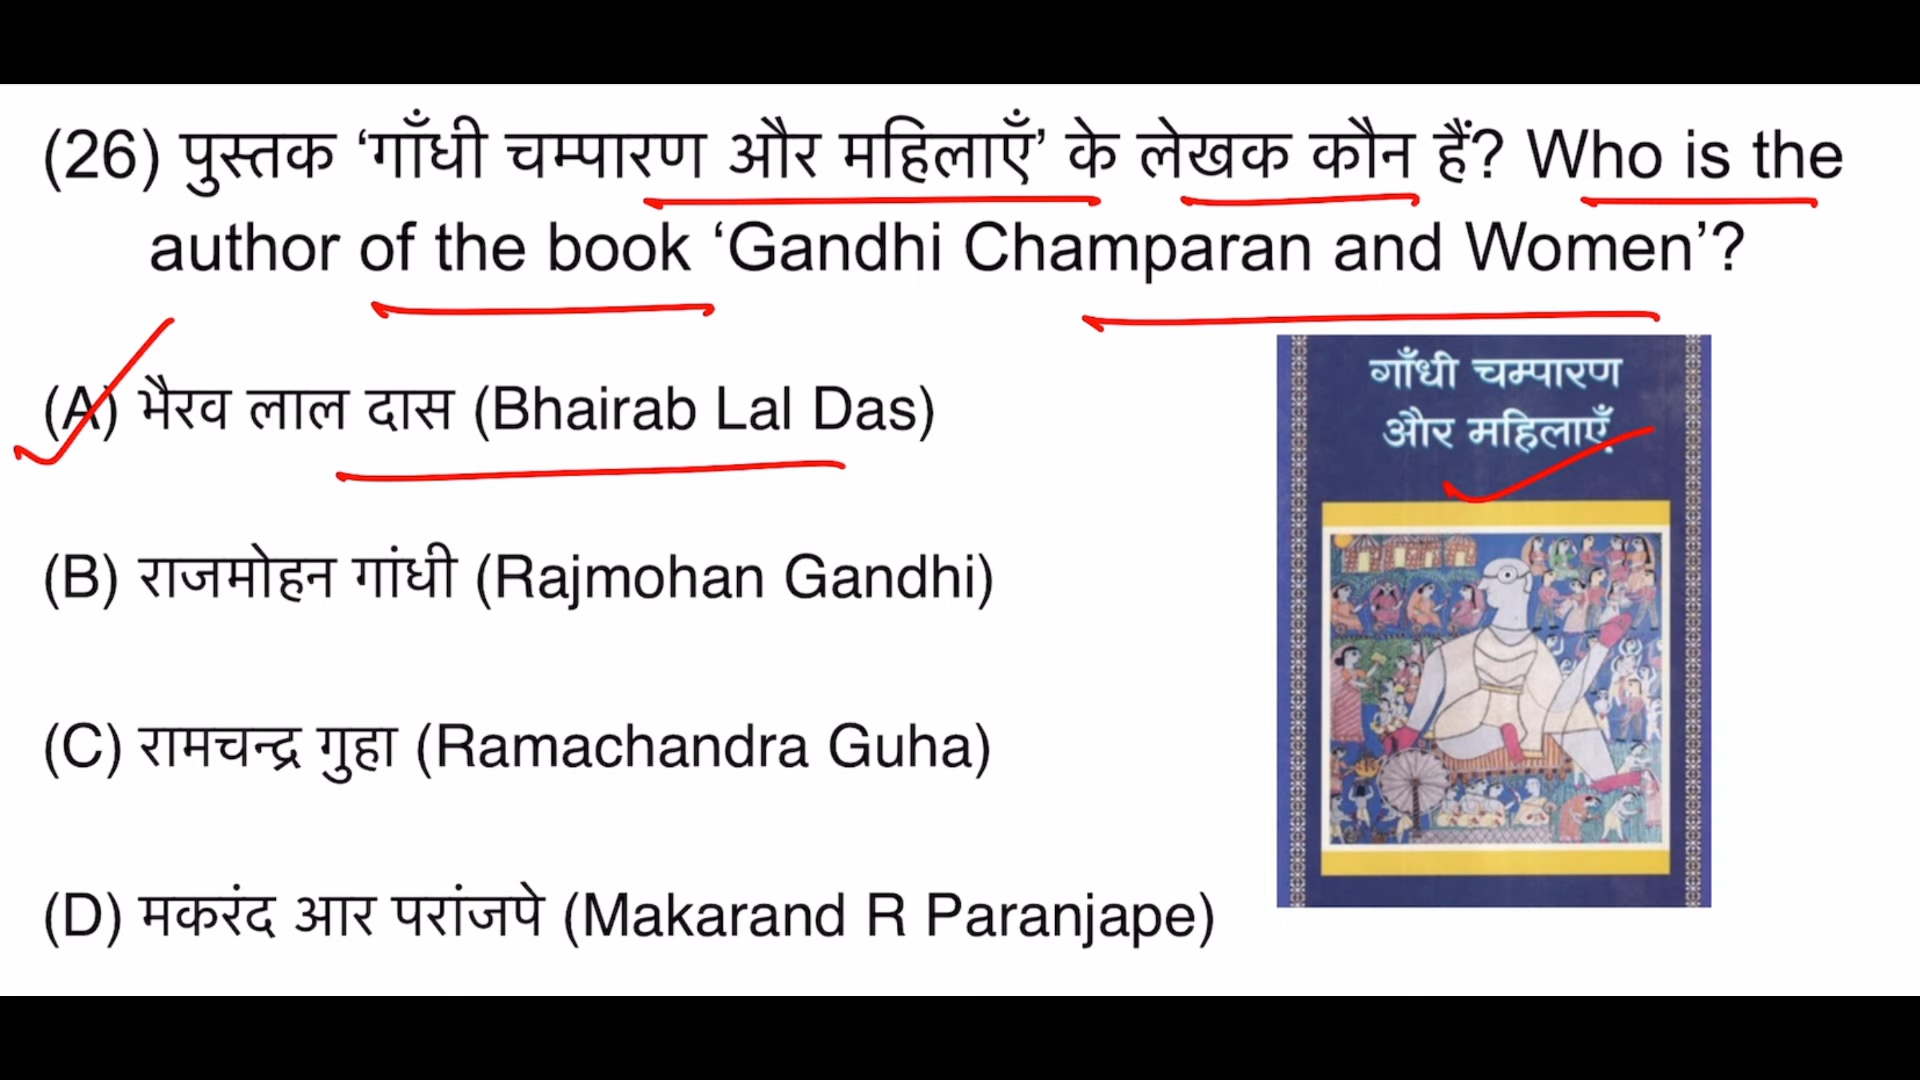 (26) पुस्तक ‘गाँधी चम्पारण और महिलाएँ’ के लेखक कौन हैं? Who is the
author of the book ‘Gandhi Champaran and Women’?
(A) भैरव लाल दास (Bhairab Lal Das)
(B) राजमोहन गांधी (Rajmohan Gandhi)
(C) रामचन्द्र गुहा (Ramachandra Guha)
(D) मकरंद आर परांजपे (Makarand R Paranjape)
गाँधी चम्पारण
और महिलाएँ